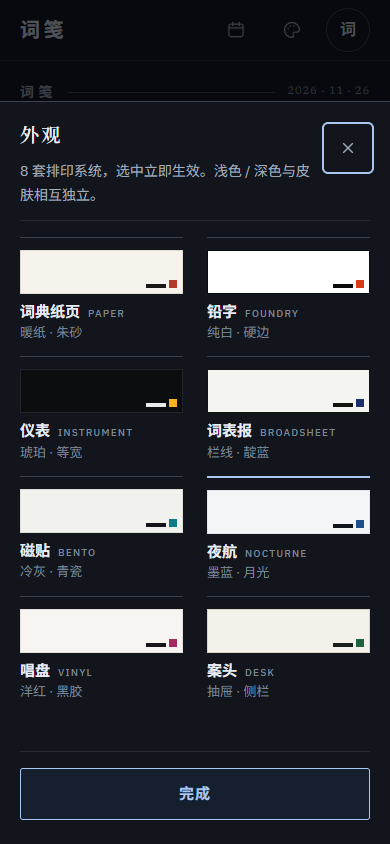 词笺
词
词笺
2026 · 11 · 26
外观
8 套排印系统，选中立即生效。浅色 / 深色与皮
肤相互独立。
词典纸页 PAPER
暖纸 · 朱砂
铅字 FOUNDRY
纯白 · 硬边
仪表 INSTRUMENT
琥珀 · 等宽
词表报 BROADSHEET
栏线 · 靛蓝
磁贴 BENTO
冷灰 · 青瓷
夜航 NOCTURNE
墨蓝 · 月光
唱盘 VINYL
洋红 · 黑胶
案头 DESK
抽屉 · 侧栏
完成